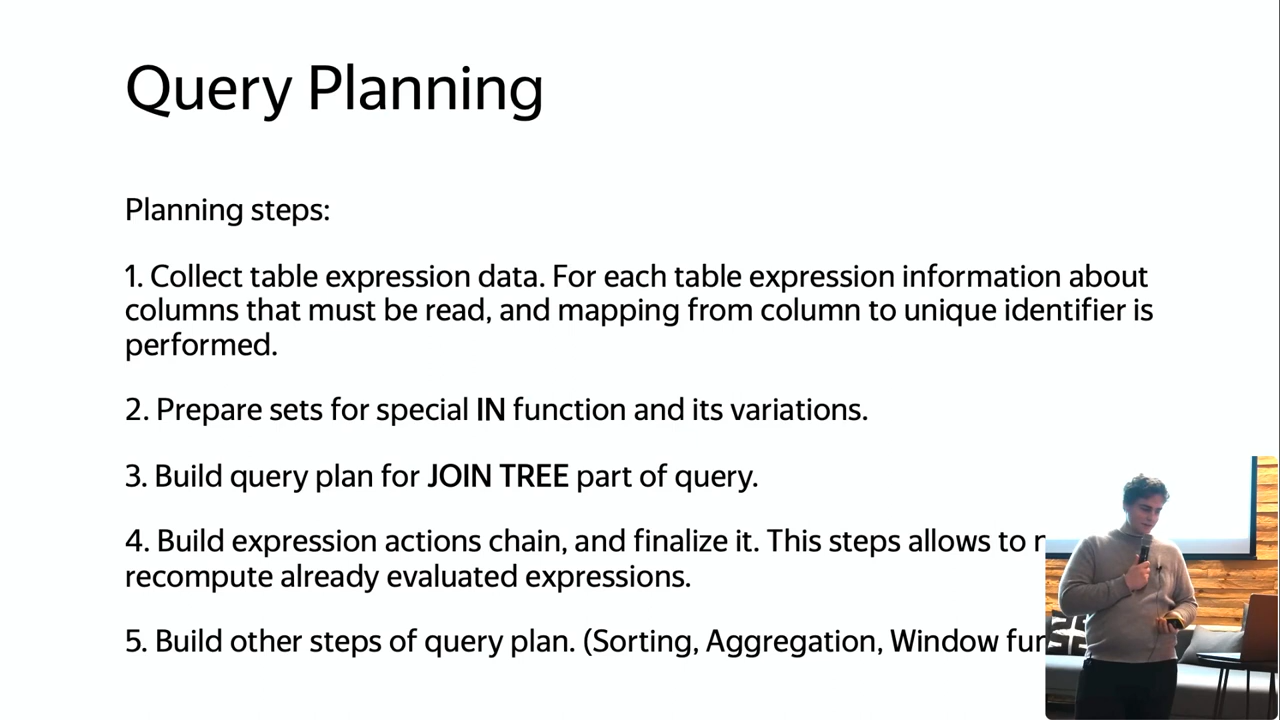 Query Planning
Planning steps:
1. Collect table expression data. For each table expression information about
columns that must be read, and mapping from column to unique identifier is
performed.
2. Prepare sets for special IN function and its variations.
3. Build query plan for JOIN TREE part of query.
4. Build expression actions chain, and finalize it. This steps allows to
recompute already evaluated expressions.
5. Build other steps of query plan. (Sorting, Aggregation, Window